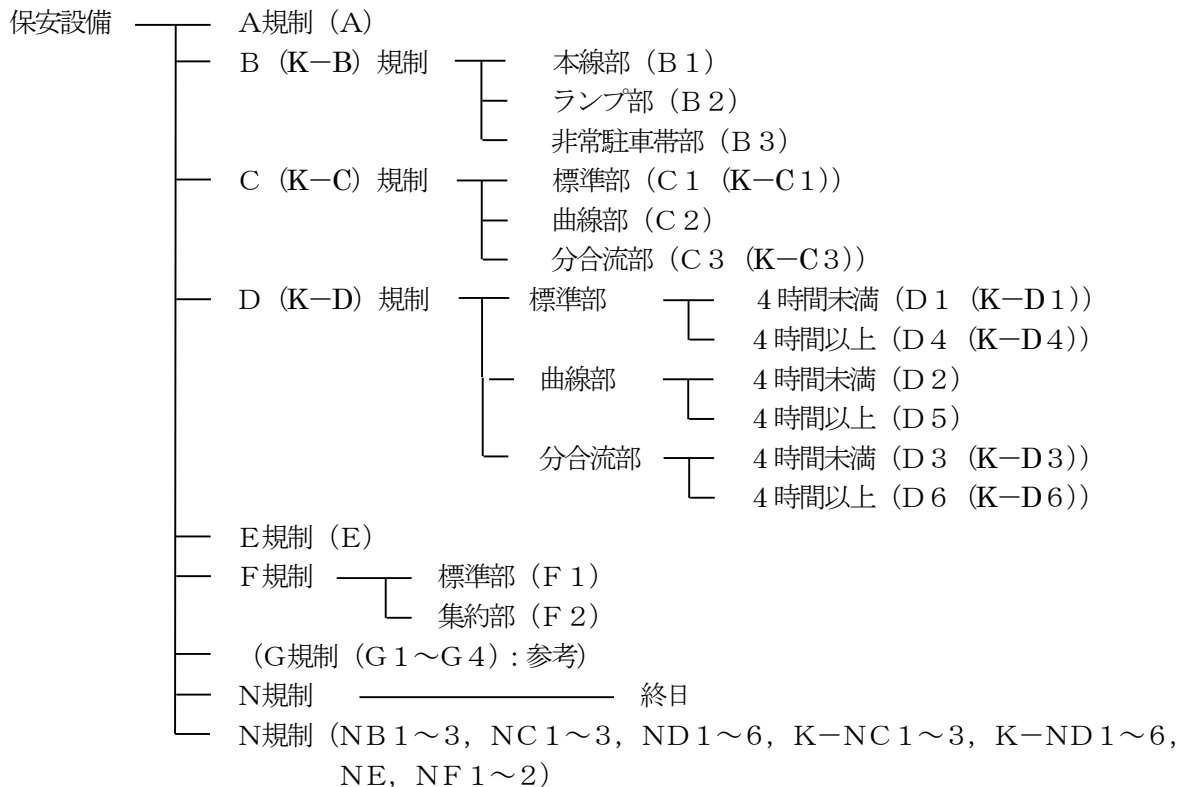 保安設備 A規制（A）
B（K－B）規制 本線部（B１）
ランプ部（B２）
非常駐車帯部（B３）
C（K－C）規制 標準部（C１（K－C１））
曲線部（C２）
分合流部（C３（K－C３））
D（K－D）規制 標準部 ４時間未満（D１（K－D１））
４時間以上（D４（K－D４））
曲線部 ４時間未満（D２）
４時間以上（D５）
分合流部 ４時間未満（D３（K－D３））
４時間以上（D６（K－D６））
E規制（E）
F規制 標準部（F１）
集約部（F２）
（G規制（G１～G４）：参考）
N規制 終日
N規制（NB１～３，NC１～３，ND１～６，K－NC１～３，K－ND１～６，
NE，NF１～２）